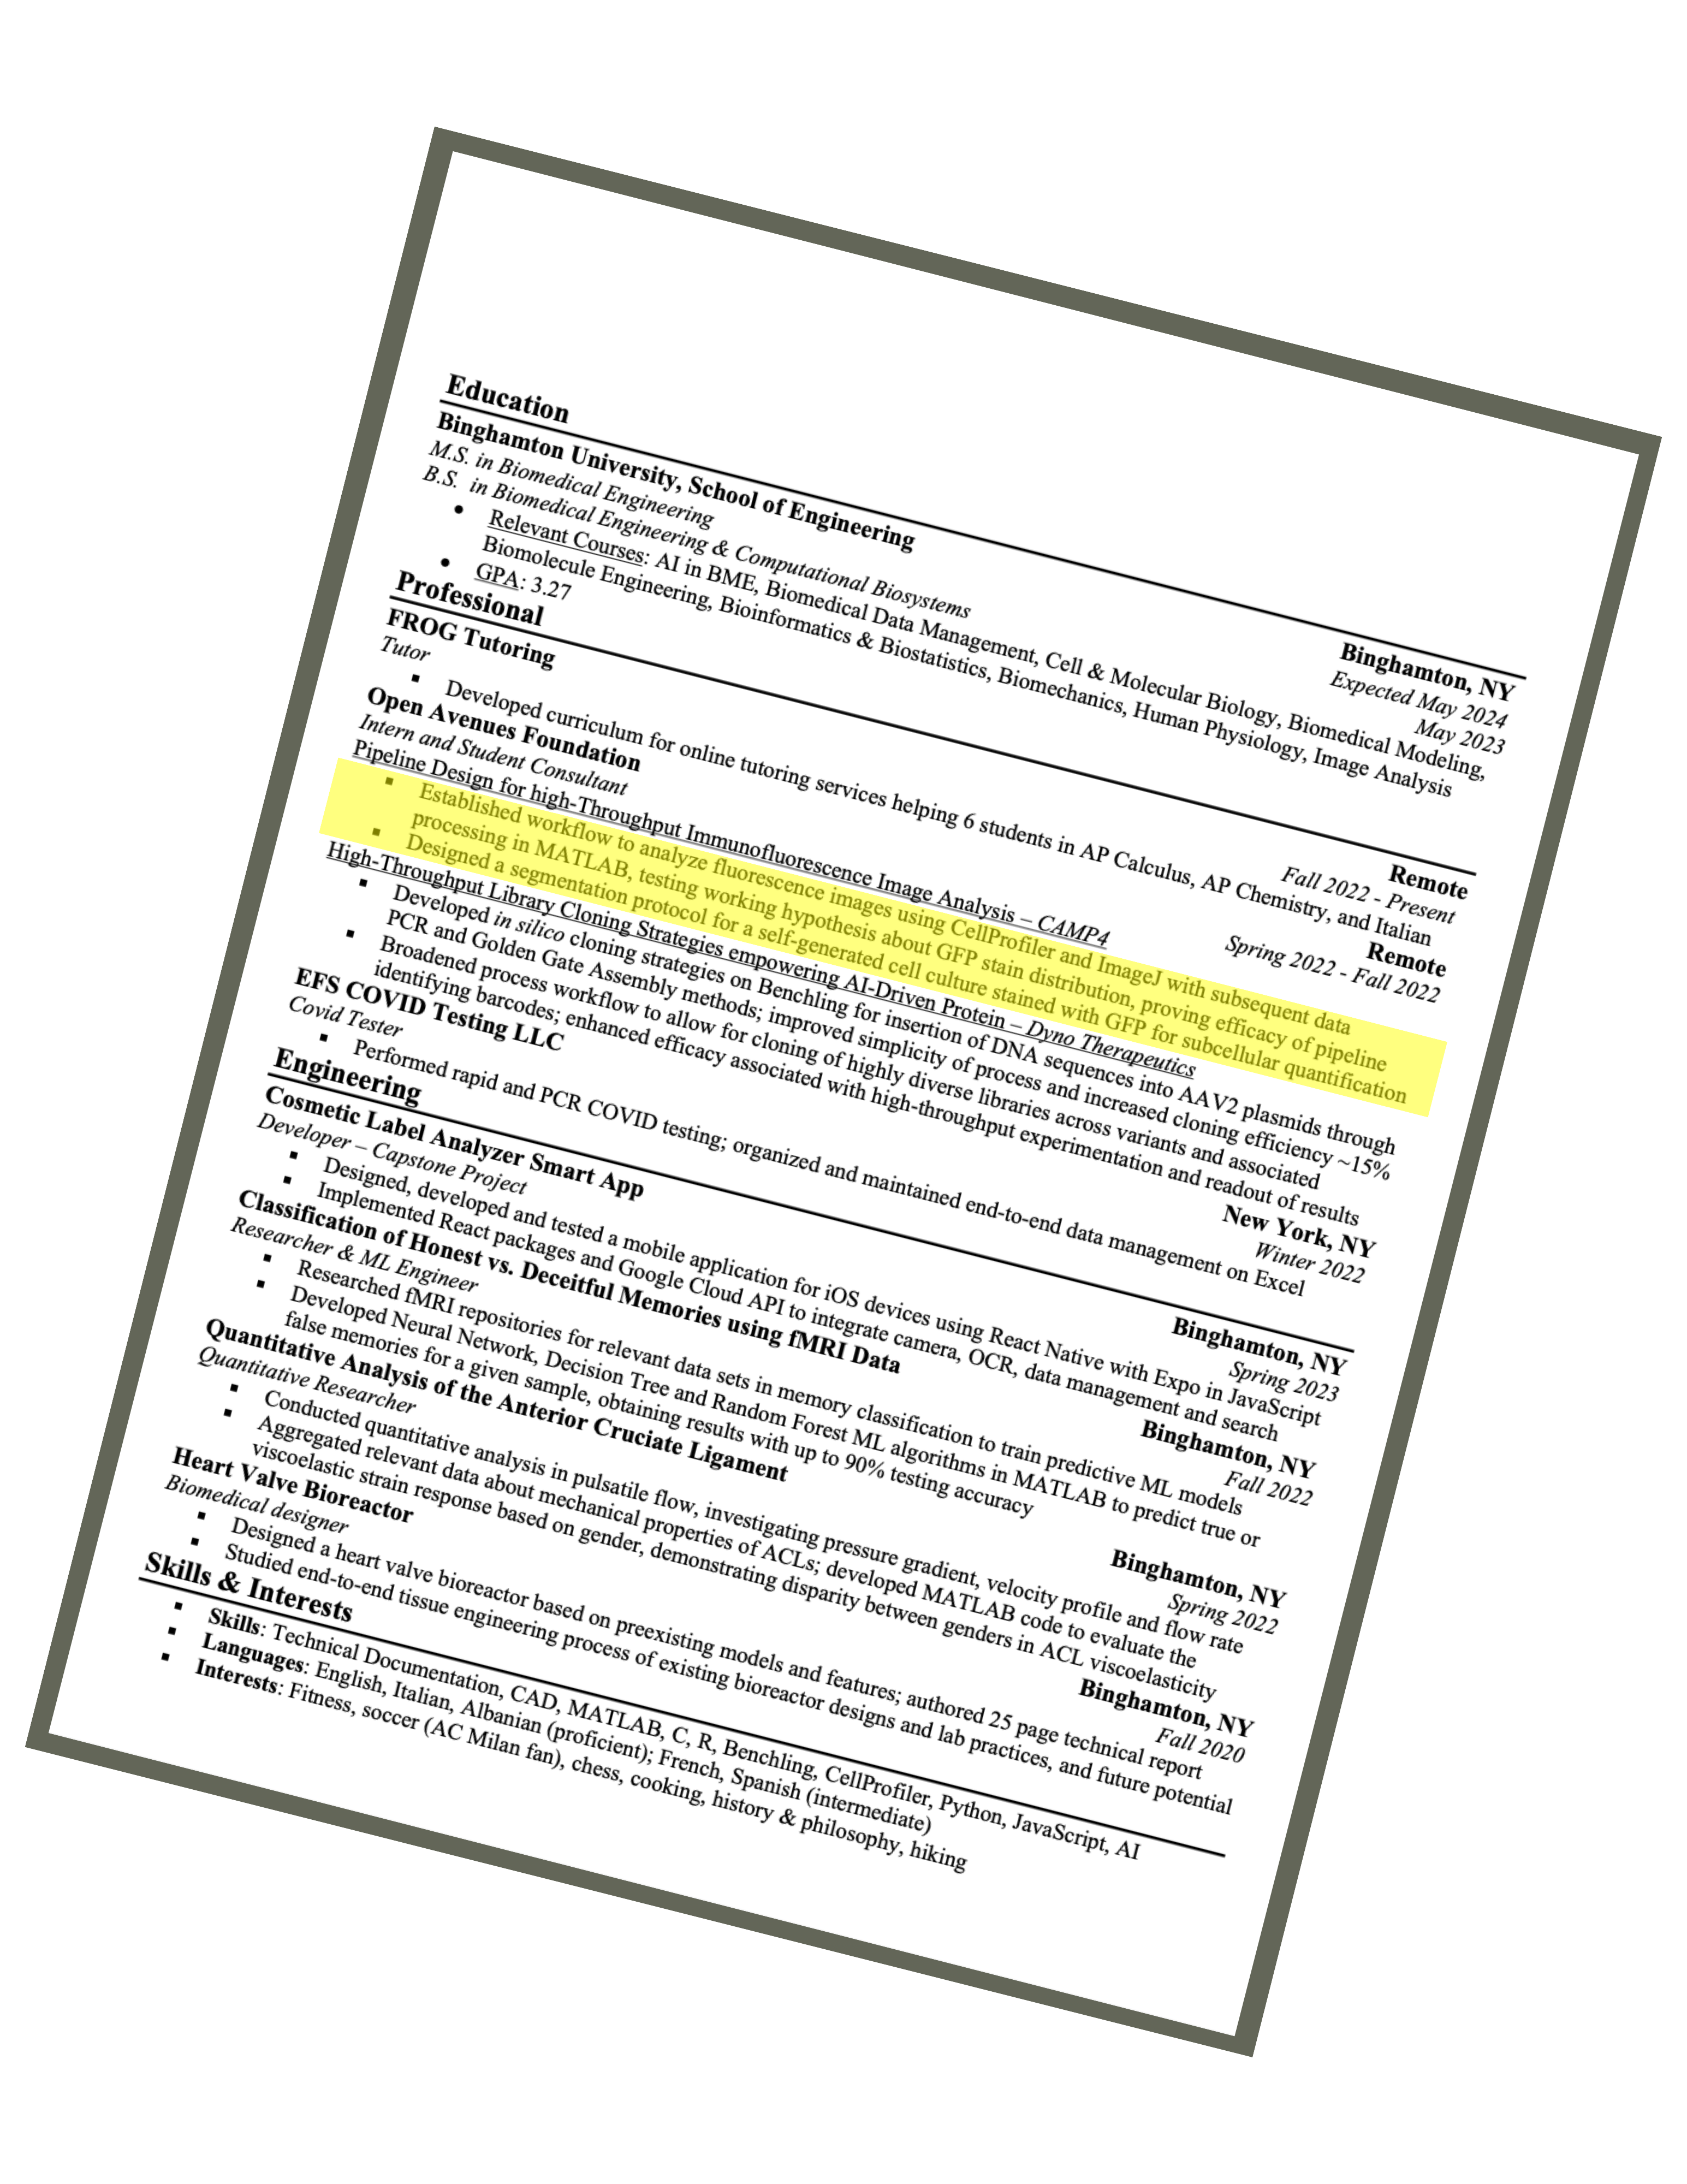 Education
Binghamton University, School of Engineering Binghamton, NY
M.S. in Biomedical Engineering Expected May 2024
B.S. in Biomedical Engineering & Computational Biosystems May 2023
• Relevant Courses: AI in BME, Biomedical Data Management, Cell & Molecular Biology, Biomedical Modeling,
Biomolecule Engineering, Bioinformatics & Biostatistics, Biomechanics, Human Physiology, Image Analysis
• GPA: 3.27
Professional
FROG Tutoring Remote
Tutor Fall 2022 - Present
▪ Developed curriculum for online tutoring services helping 6 students in AP Calculus, AP Chemistry, and Italian
Open Avenues Foundation Remote
Intern and Student Consultant Spring 2022 - Fall 2022
Pipeline Design for high-Throughput Immunofluorescence Image Analysis – CAMP4
▪ Established workflow to analyze fluorescence images using CellProfiler and ImageJ with subsequent data
processing in MATLAB, testing working hypothesis about GFP stain distribution, proving efficacy of pipeline
▪ Designed a segmentation protocol for a self-generated cell culture stained with GFP for subcellular quantification
High-Throughput Library Cloning Strategies empowering AI-Driven Protein – Dyno Therapeutics
▪ Developed in silico cloning strategies on Benchling for insertion of DNA sequences into AAV2 plasmids through
PCR and Golden Gate Assembly methods; improved simplicity of process and increased cloning efficiency ~15%
▪ Broadened process workflow to allow for cloning of highly diverse libraries across variants and associated
identifying barcodes; enhanced efficacy associated with high-throughput experimentation and readout of results
EFS COVID Testing LLC New York, NY
Covid Tester Winter 2022
▪ Performed rapid and PCR COVID testing; organized and maintained end-to-end data management on Excel
Engineering
Cosmetic Label Analyzer Smart App Binghamton, NY
Developer – Capstone Project Spring 2023
▪ Designed, developed and tested a mobile application for iOS devices using React Native with Expo in JavaScript
▪ Implemented React packages and Google Cloud API to integrate camera, OCR, data management and search
Classification of Honest vs. Deceitful Memories using fMRI Data Binghamton, NY
Researcher & ML Engineer Fall 2022
▪ Researched fMRI repositories for relevant data sets in memory classification to train predictive ML models
▪ Developed Neural Network, Decision Tree and Random Forest ML algorithms in MATLAB to predict true or
false memories for a given sample, obtaining results with up to 90% testing accuracy
Quantitative Analysis of the Anterior Cruciate Ligament Binghamton, NY
Quantitative Researcher Spring 2022
▪ Conducted quantitative analysis in pulsatile flow, investigating pressure gradient, velocity profile and flow rate
▪ Aggregated relevant data about mechanical properties of ACLs; developed MATLAB code to evaluate the
viscoelastic strain response based on gender, demonstrating disparity between genders in ACL viscoelasticity
Heart Valve Bioreactor Binghamton, NY
Biomedical designer Fall 2020
▪ Designed a heart valve bioreactor based on preexisting models and features; authored 25 page technical report
▪ Studied end-to-end tissue engineering process of existing bioreactor designs and lab practices, and future potential
Skills & Interests
▪ Skills: Technical Documentation, CAD, MATLAB, C, R, Benchling, CellProfiler, Python, JavaScript, AI
▪ Languages: English, Italian, Albanian (proficient); French, Spanish (intermediate)
▪ Interests: Fitness, soccer (AC Milan fan), chess, cooking, history & philosophy, hiking